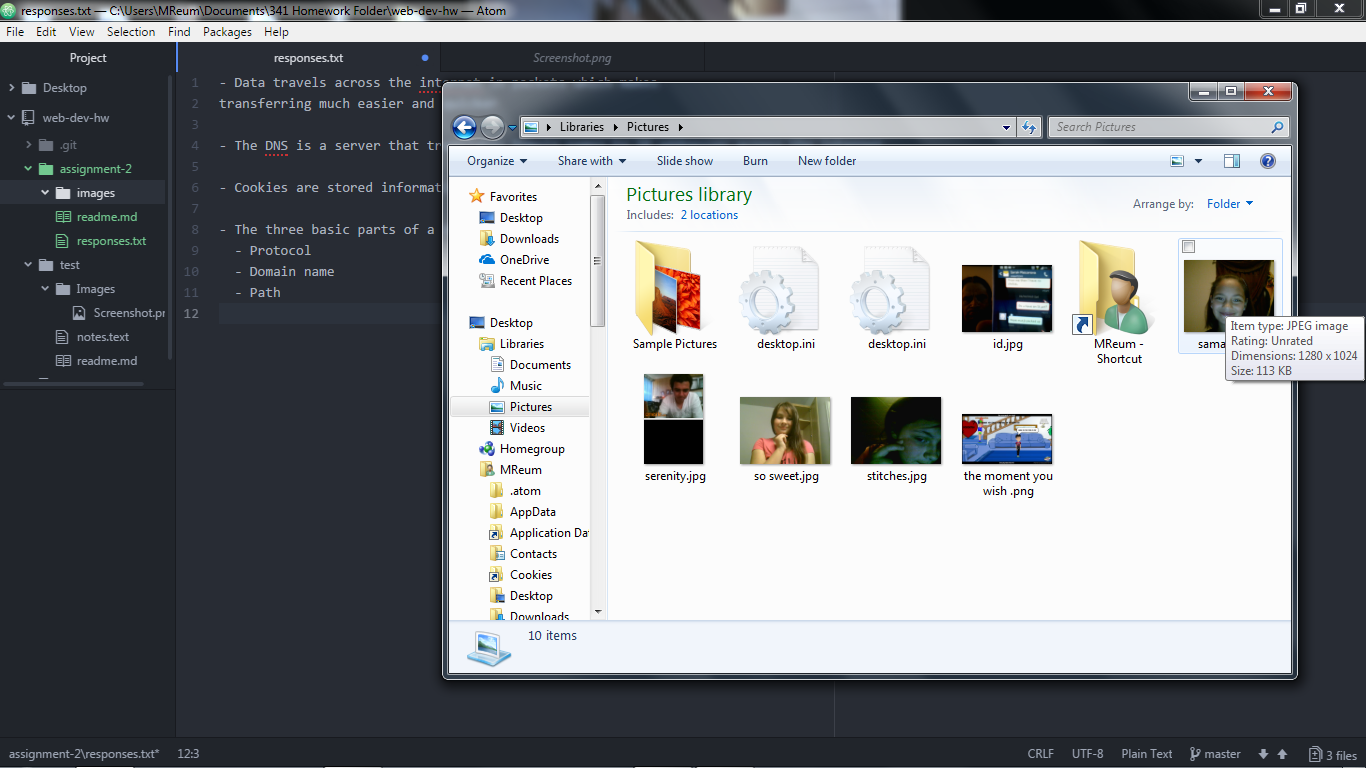 responses.txt — C:\Users\MReum\Documents\341 Homework Folder\web-dev-hw — Atom
File Edit View Selection Find Packages Help
Project
Desktop
web-dev-hw
.git
assignment-2
images
readme.md
responses.txt
test
Images
Screenshot.pr
notes.text
readme.md
responses.txt
Screenshot.png
1 - Data travels across the internet in packets which makes
2 transferring much easier and
3
4 - The DNS is a server that
5
6 - Cookies are stored
7
8 - The three basic parts of a
9 - Protocol
10 - Domain name
11 - Path
12
Libraries Pictures
Search Pictures
Organize Share with Slide show Burn New folder
Favorites
Desktop
Downloads
OneDrive
Recent Places
Desktop
Libraries
Documents
Music
Pictures
Videos
Homegroup
MReum
.atom
AppData
Application Da
Contacts
Cookies
Desktop
Downloads
Pictures library
Includes: 2 locations
Arrange by: Folder
Sample Pictures
desktop.ini
desktop.ini
id.jpg
MReum -
Shortcut
sama
Item type: JPEG image
Rating: Unrated
Dimensions: 1280 x 1024
Size: 113 KB
serenity.jpg
so sweet.jpg
stitches.jpg
the moment you
wish .png
10 items
assignment-2\responses.txt* 12:3
CRLF UTF-8 Plain Text master 3 files